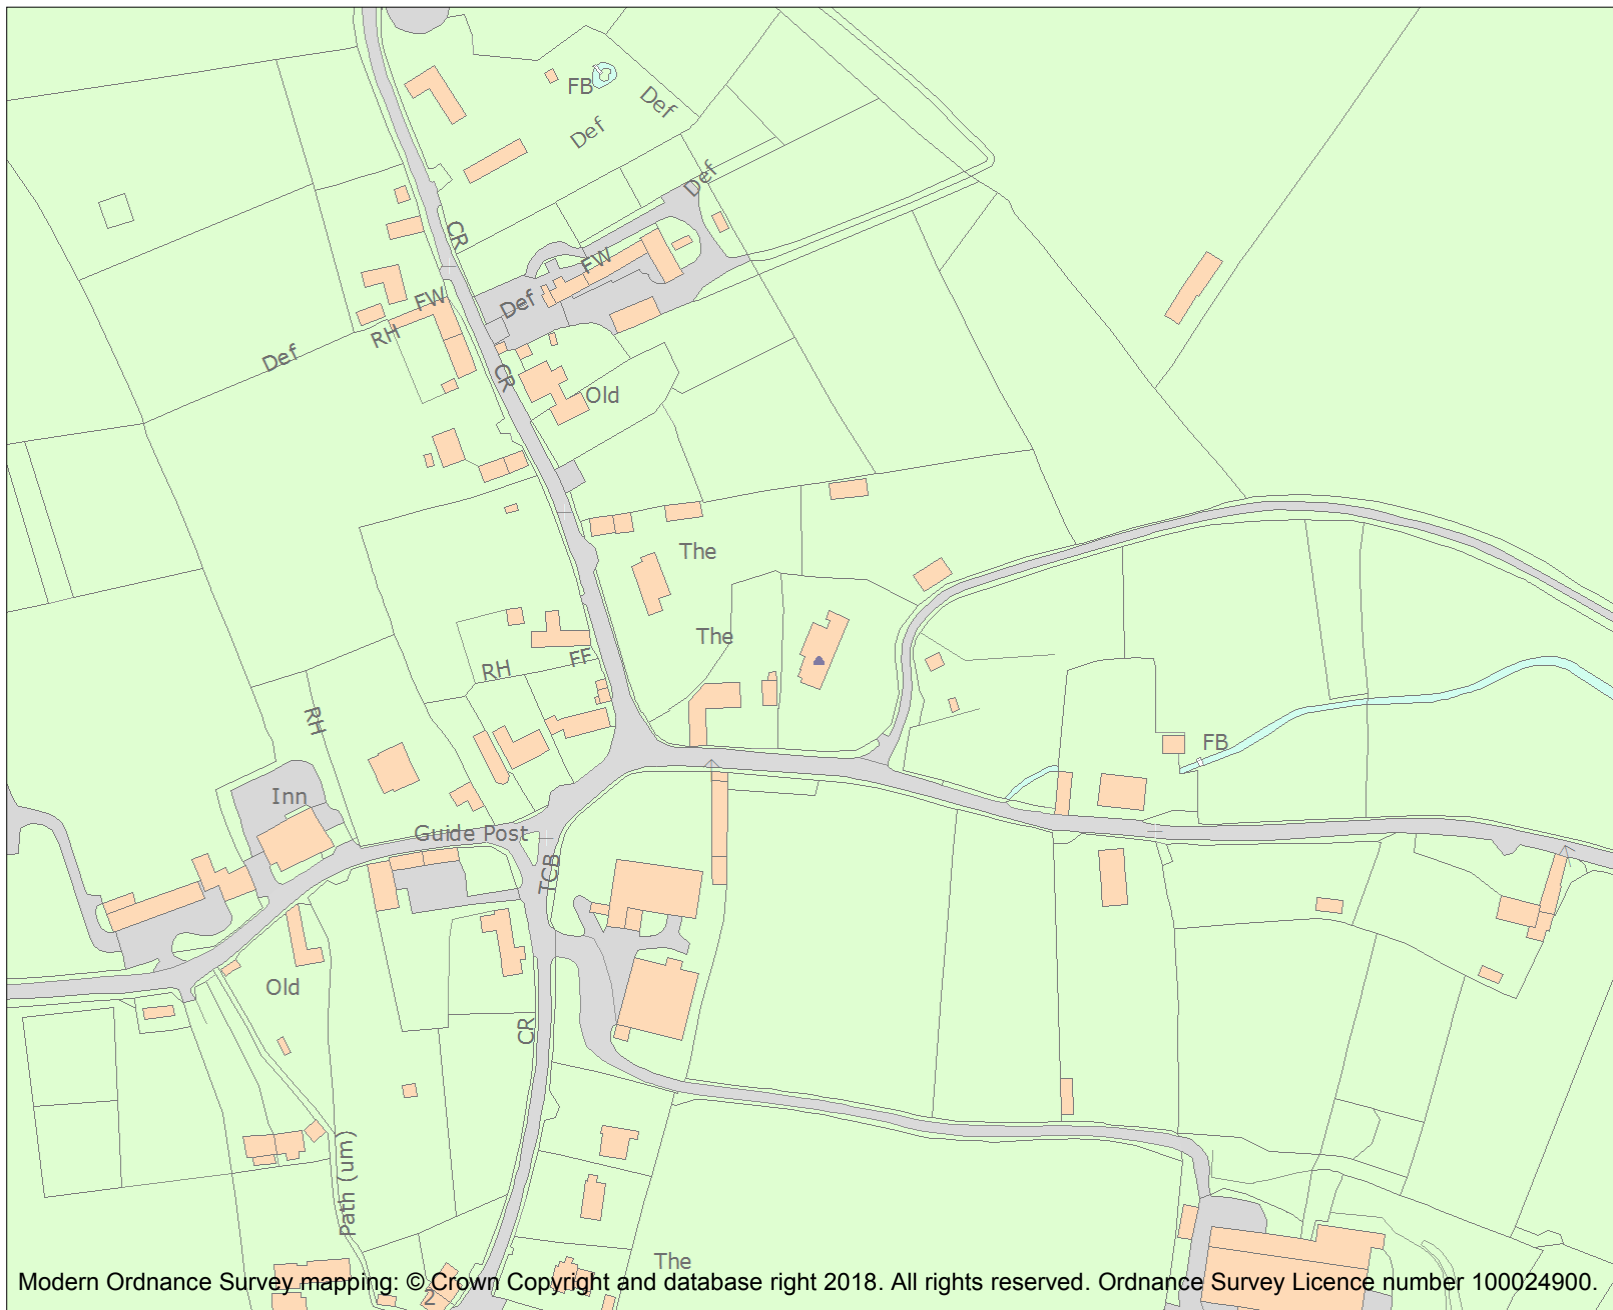 FB
Def
Def
Def
CR
FW
Def
FW
RH
Def
CR
Old
The
The
FF
RH
RH
FB
Inn
Guide Post
TCB
Old
CR
Path (um)
The
2
Modern Ordnance Survey mapping: © Crown Copyright and database right 2018. All rights reserved. Ordnance Survey Licence number 100024900.